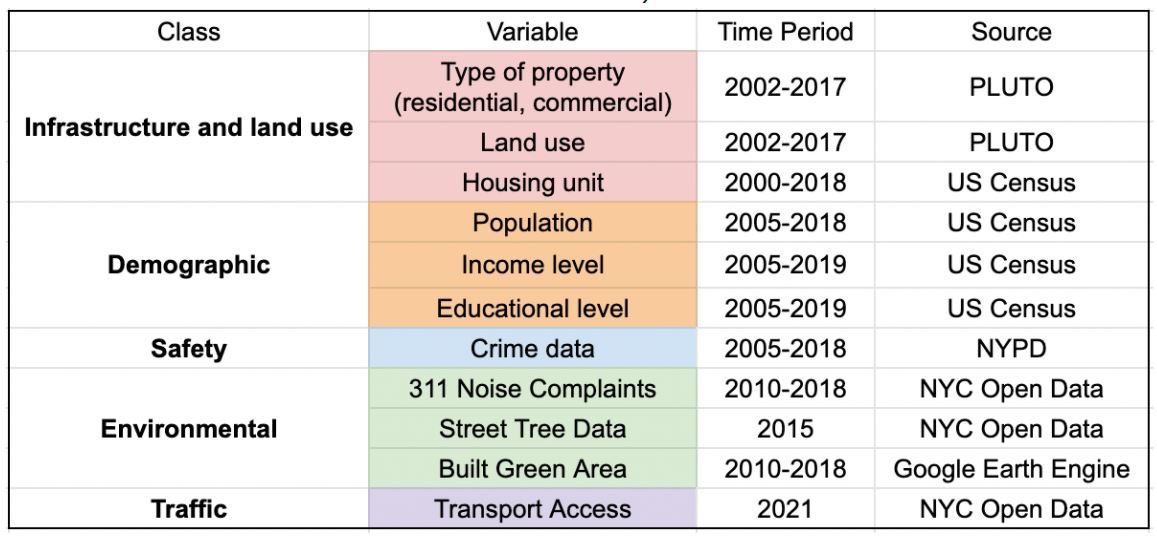 Class Variable Time Period Source
Infrastructure and land use
Type of property
(residential, commercial) 2002-2017 PLUTO
Land use 2002-2017 PLUTO
Housing unit 2000-2018 US Census
Demographic
Population 2005-2018 US Census
Income level 2005-2019 US Census
Educational level 2005-2019 US Census
Safety Crime data 2005-2018 NYPD
Environmental
311 Noise Complaints 2010-2018 NYC Open Data
Street Tree Data 2015 NYC Open Data
Built Green Area 2010-2018 Google Earth Engine
Traffic Transport Access 2021 NYC Open Data